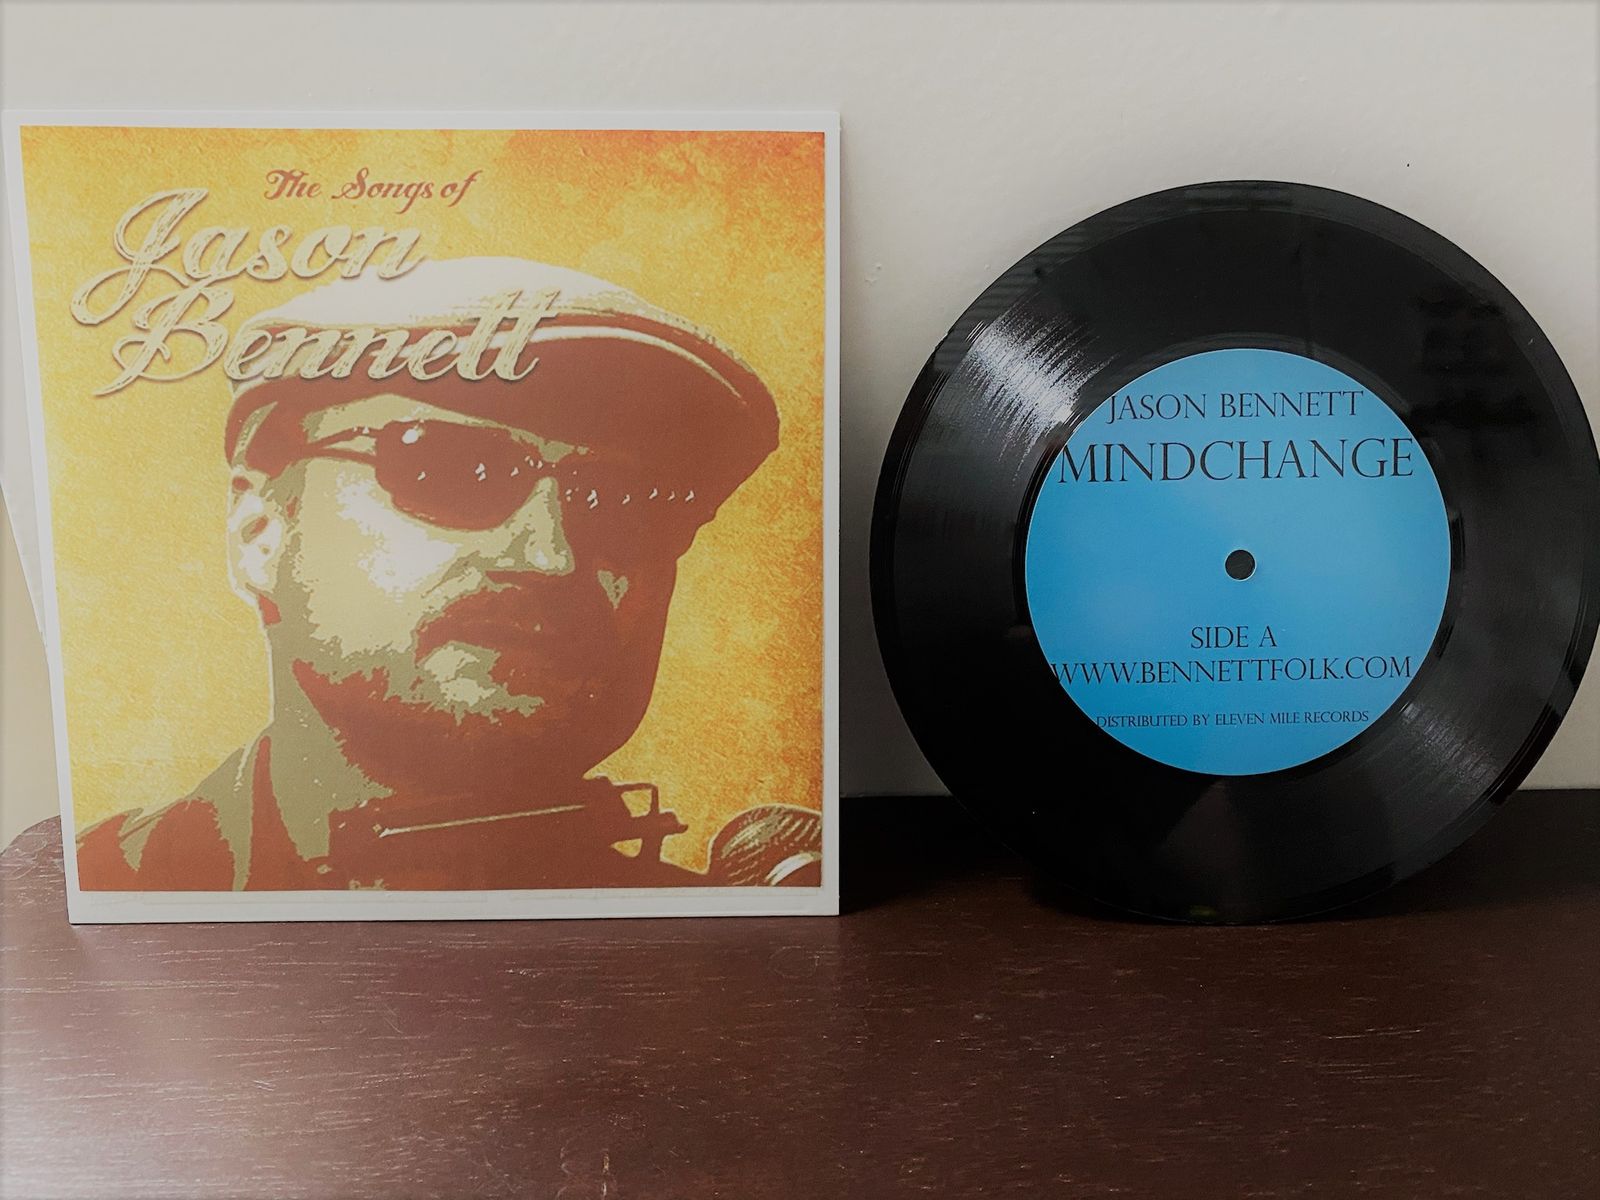 The Songs of
Jason
Bennett
JASON BENNETT
MINDCHANGE
SIDE A
WWW.BENNETTFOLK.COM
DISTRIBUTED BY ELEVEN MILE RECORDS